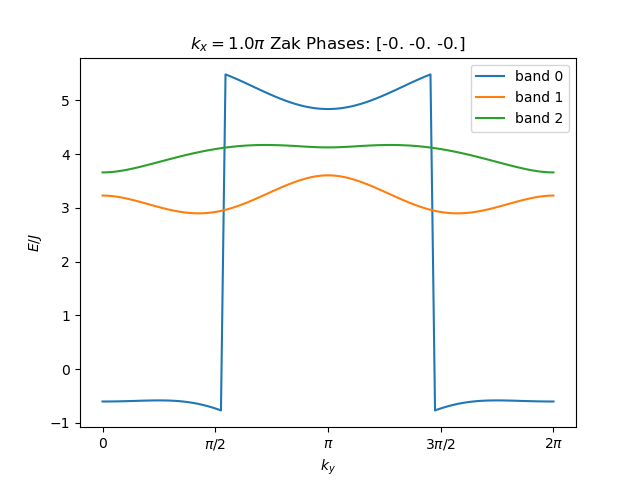 $k_x = 1.0\pi$ Zak Phases: [-0. -0. -0.]
band 0
band 1
band 2
E/J
5
4
3
2
1
0
−1
0
π/2
π
3π/2
2π
$k_y$